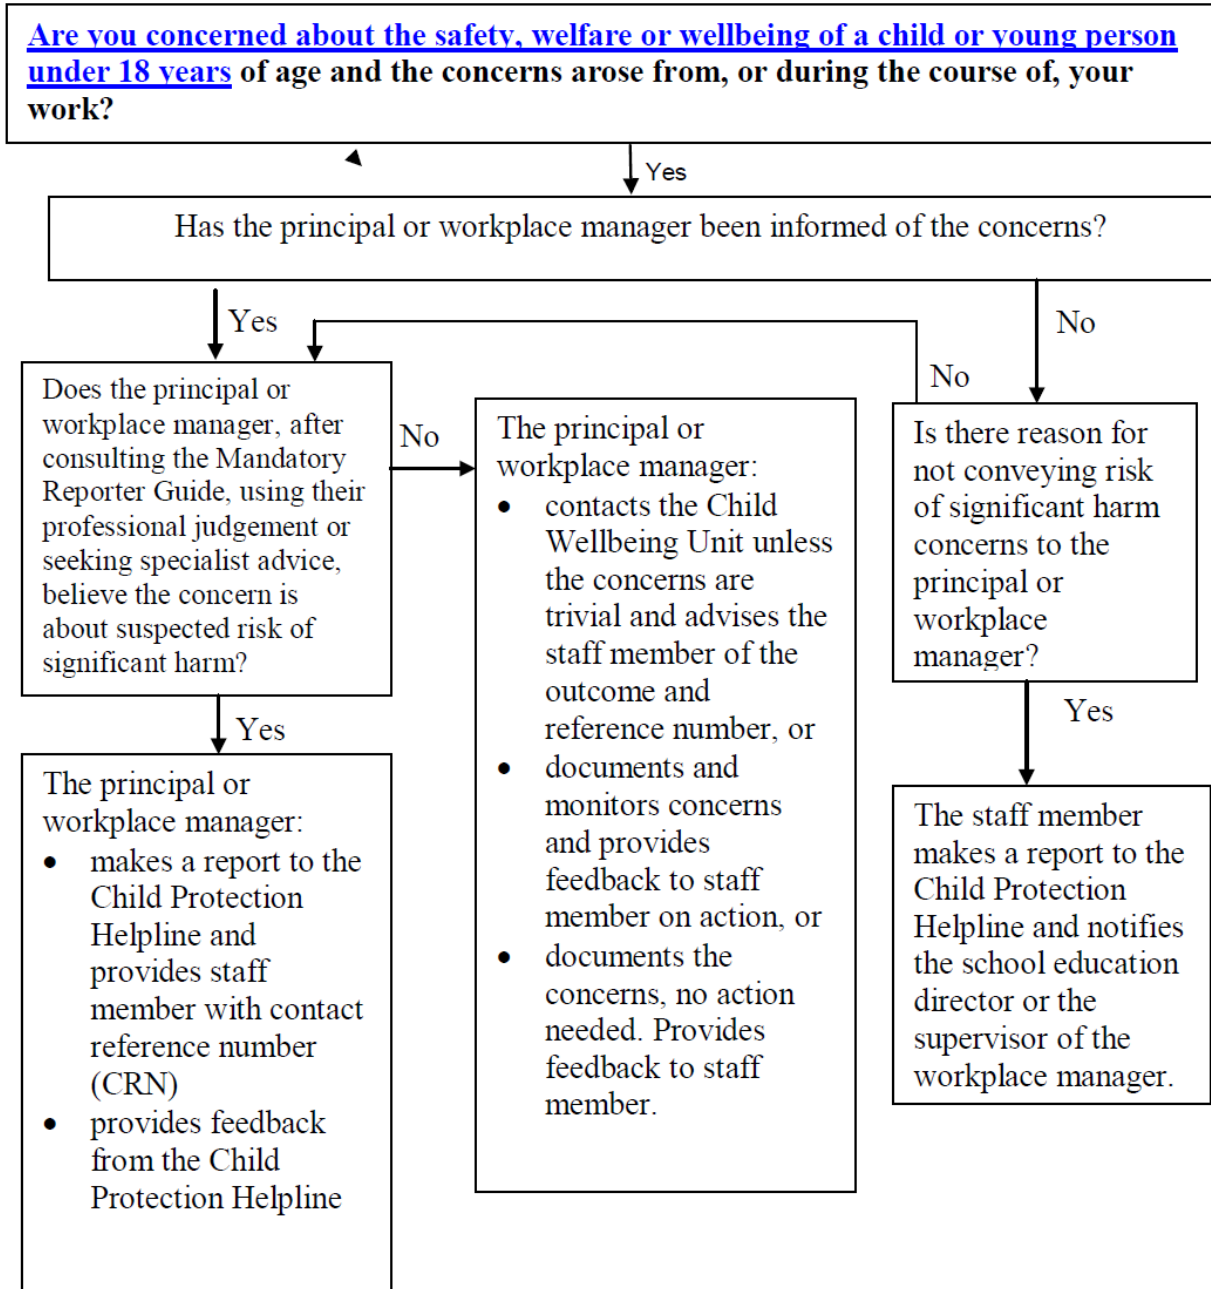 Are you concerned about the safety, welfare or wellbeing of a child or young person
under 18 years of age and the concerns arose from, or during the course of, your
work?
Yes
Has the principal or workplace manager been informed of the concerns?
Yes
No
Does the principal or
workplace manager, after
consulting the Mandatory
Reporter Guide, using their
professional judgement or
seeking specialist advice,
believe the concern is
about suspected risk of
significant harm?
No
The principal or
workplace manager:
• contacts the Child
Wellbeing Unit unless
the concerns are
trivial and advises the
staff member of the
outcome and
reference number, or
• documents and
monitors concerns
and provides
feedback to staff
member on action, or
• documents the
concerns, no action
needed. Provides
feedback to staff
member.
No
Is there reason for
not conveying risk
of significant harm
concerns to the
principal or
workplace
manager?
Yes
The principal or
workplace manager:
• makes a report to the
Child Protection
Helpline and
provides staff
member with contact
reference number
(CRN)
• provides feedback
from the Child
Protection Helpline
Yes
The staff member
makes a report to the
Child Protection
Helpline and notifies
the school education
director or the
supervisor of the
workplace manager.